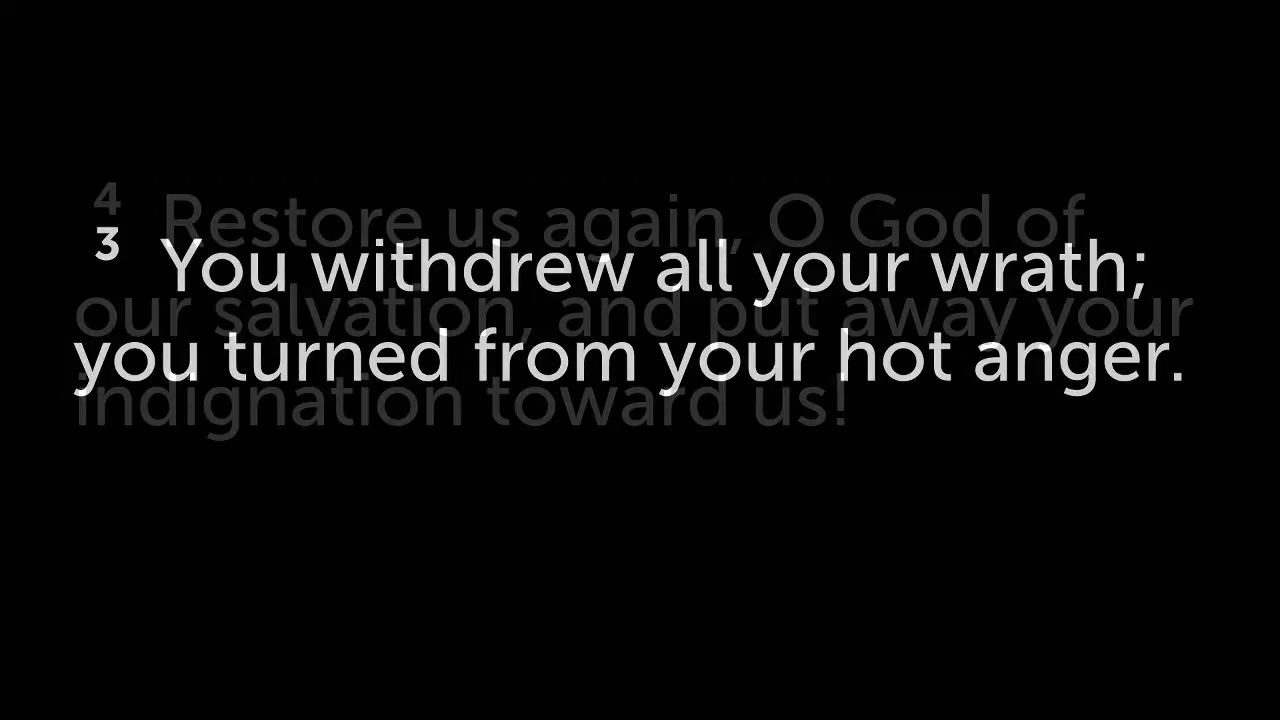 4 Restore us again, O God of
our salvation, and put away your
indignation toward us!
3 You withdrew all your wrath;
you turned from your hot anger.